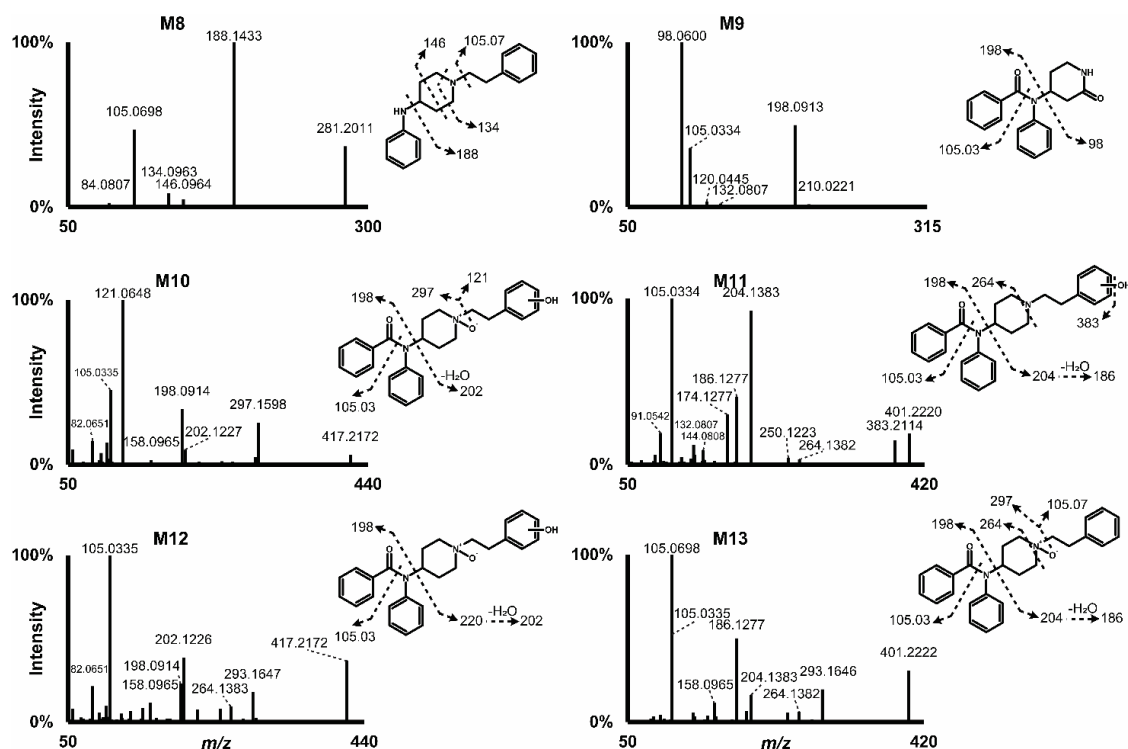 M8
100%
188.1433
105.0698
281.2011
134.0963
84.0807
146.0964
Intensity
0%
50
300
146
105.07
N
HN
134
188
M9
98.0600
100%
198.0913
105.0334
120.0445
132.0807
210.0221
0%
50
315
198
O
NH
N
O
105.03
98
M10
121.0648
100%
105.0335
198.0914
297.1598
82.0651
158.0965
202.1227
417.2172
Intensity
0%
50
440
198
297
121
OH
O
N+
O-
N
-H₂O
202
105.03
M11
105.0334
204.1383
100%
186.1277
174.1277
401.2220
383.2114
91.0542
132.0807
144.0808
250.1223
264.1382
0%
50
420
198
264
OH
O
N
383
N
-H₂O
105.03
204
186
M12
105.0335
100%
202.1226
417.2172
198.0914
293.1647
82.0651
158.0965
264.1383
Intensity
0%
50
m/z
440
198
OH
O
N+
O-
N
-H₂O
105.03
220
202
M13
105.0698
100%
105.0335
186.1277
401.2222
158.0965
204.1383
293.1646
264.1382
0%
50
m/z
420
297
198
264
105.07
O
N+
O-
N
-H₂O
105.03
204
186